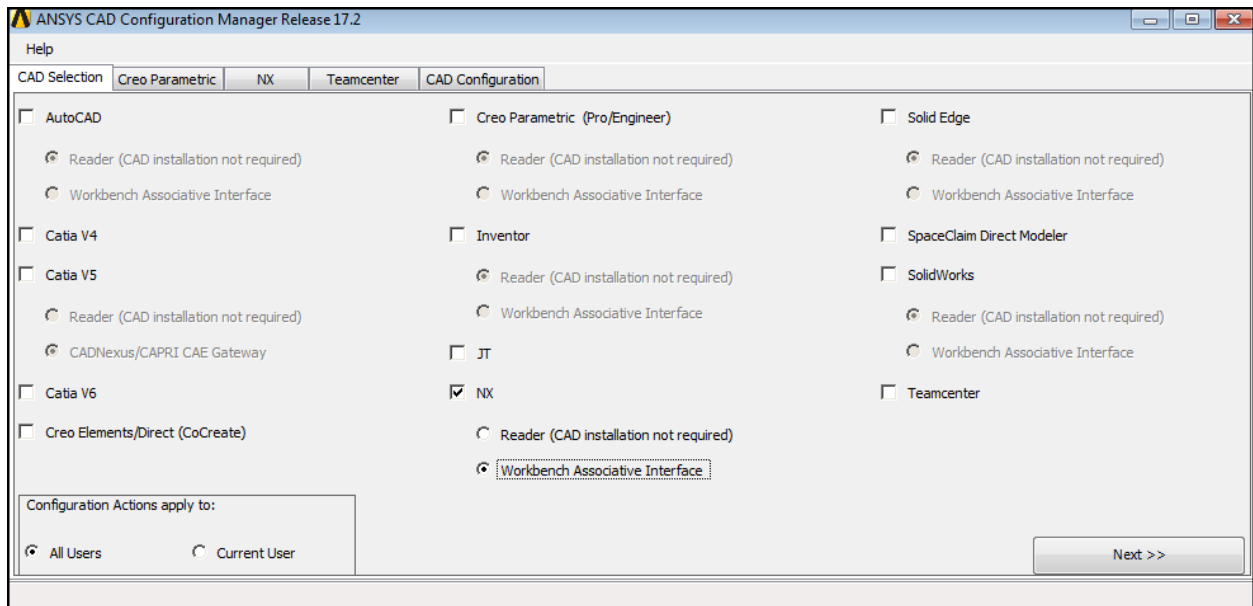 ANSYS CAD Configuration Manager Release 17.2
Help
CAD Selection Creo Parametric NX Teamcenter CAD Configuration
AutoCAD
Reader (CAD installation not required)
Workbench Associative Interface
Catia V4
Catia V5
Reader (CAD installation not required)
CADNexus/CAPRI CAE Gateway
Catia V6
Creo Elements/Direct (CoCreate)
Creo Parametric (Pro/Engineer)
Reader (CAD installation not required)
Workbench Associative Interface
Inventor
Reader (CAD installation not required)
Workbench Associative Interface
JT
NX
Reader (CAD installation not required)
Workbench Associative Interface
Solid Edge
Reader (CAD installation not required)
Workbench Associative Interface
SpaceClaim Direct Modeler
SolidWorks
Reader (CAD installation not required)
Workbench Associative Interface
Teamcenter
Configuration Actions apply to:
All Users Current User
Next >>